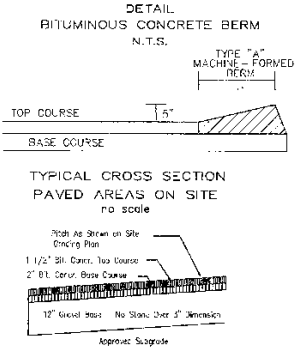 DETAIL
BITUMINOUS CONCRETE BERM
N.T.S.
TYPE "A"
MACHINE-FORMED
BERM
TOP COURSE
5"
BASE COURSE
TYPICAL CROSS SECTION
PAVED AREAS ON SITE
no scale
Pitch As Shown on Site
Grading Plan
1 1/2" Bit. Concr. Top Course
2" Bit. Concr. Base Course
12" Gravel Base No Stone Over 3" Dimension
Approved Subgrade